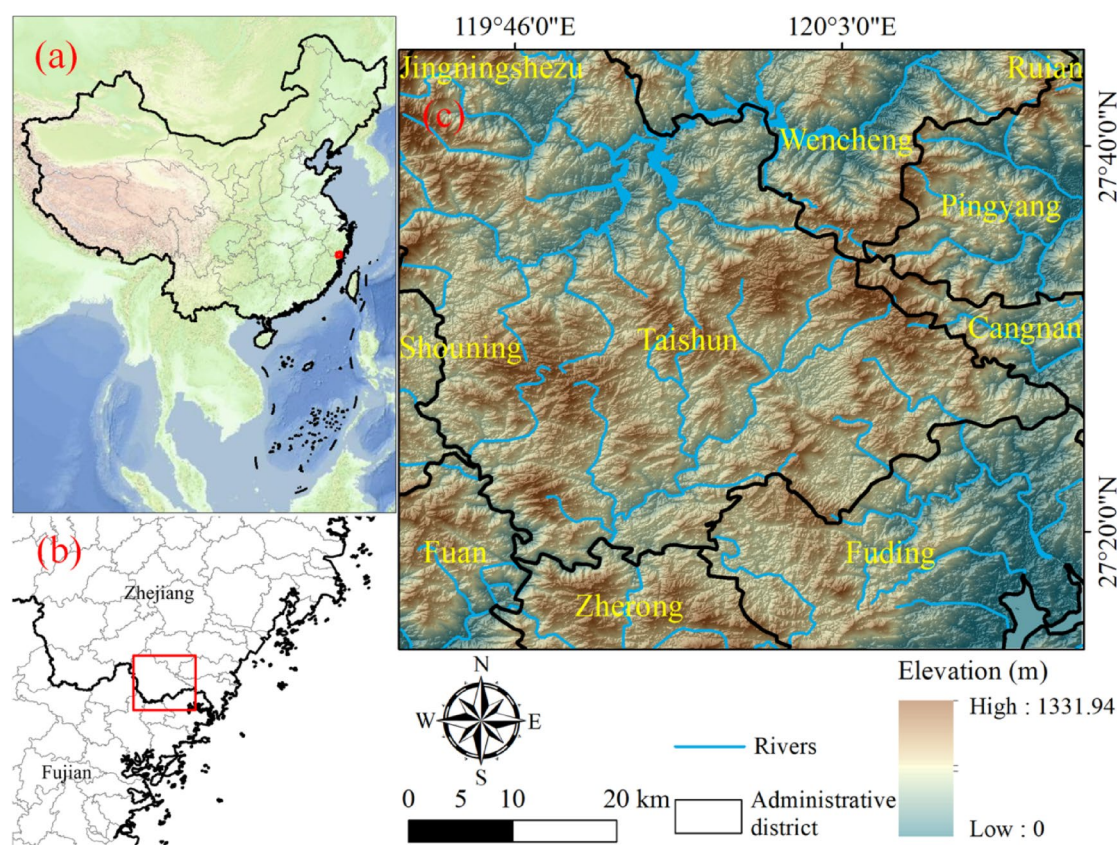 (a)
(b)
Zhejiang
Fujian
119°46'0"E
120°3'0"E
Jingningshezu
Ruian
(c)
Wencheng
27°40'0"N
Pingyang
Shouning
Taishun
Cangnan
27°20'0"N
Fuan
Fuding
Zherong
N
W
E
S
0 5 10 20 km
Rivers
Administrative
district
Elevation (m)
High : 1331.94
Low : 0